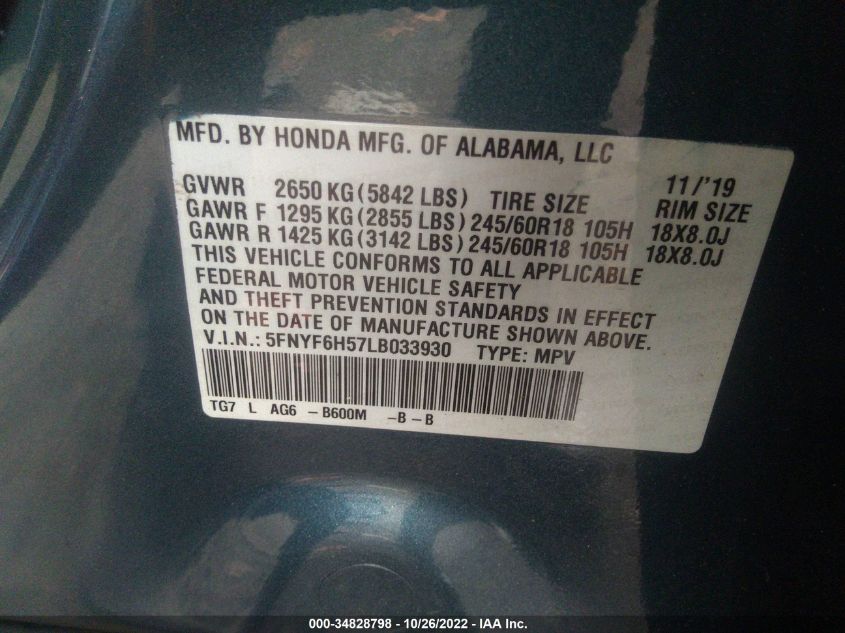 MFD. BY HONDA MFG. OF ALABAMA, LLC
11/'19
GVWR 2650 KG (5842 LBS) TIRE SIZE RIM SIZE
GAWR F 1295 KG (2855 LBS) 245/60R18 105H 18X8.0J
GAWR R 1425 KG (3142 LBS) 245/60R18 105H 18X8.0J
THIS VEHICLE CONFORMS TO ALL APPLICABLE
FEDERAL MOTOR VEHICLE SAFETY
AND THEFT PREVENTION STANDARDS IN EFFECT
ON THE DATE OF MANUFACTURE SHOWN ABOVE.
V.I.N.: 5FNYF6H57LB033930 TYPE: MPV
TG7 L AG6 -B600M -B-B
000-34828798 - 10/26/2022 - IAA Inc.